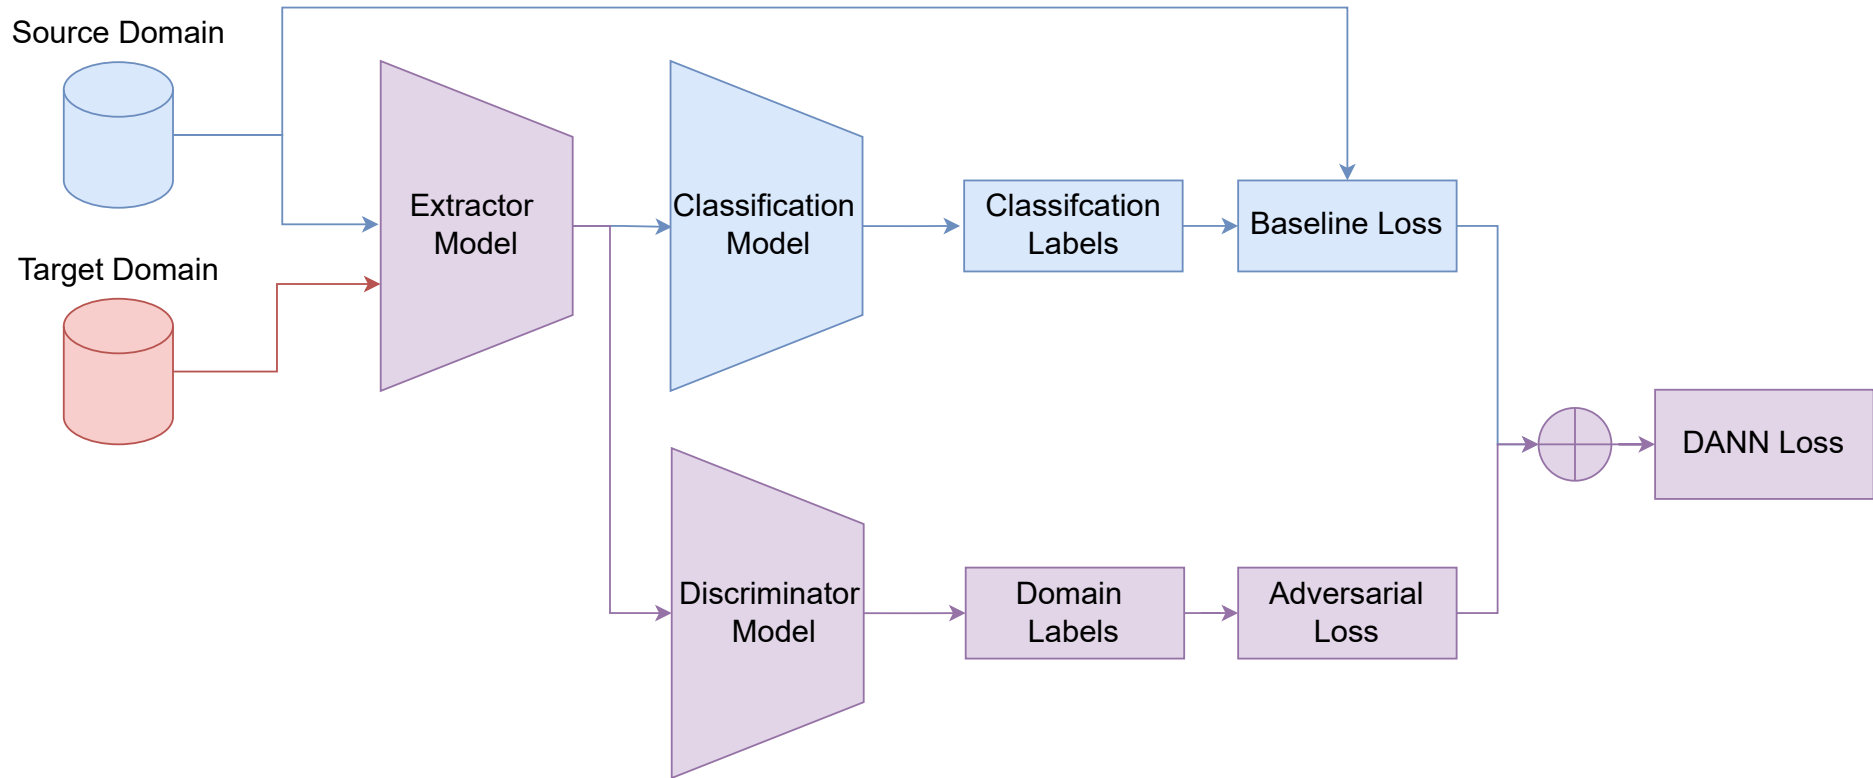 Source Domain
Target Domain
Extractor
Model
Classification
Model
Classifcation
Labels
Baseline Loss
DANN Loss
Discriminator
Model
Domain
Labels
Adversarial
Loss